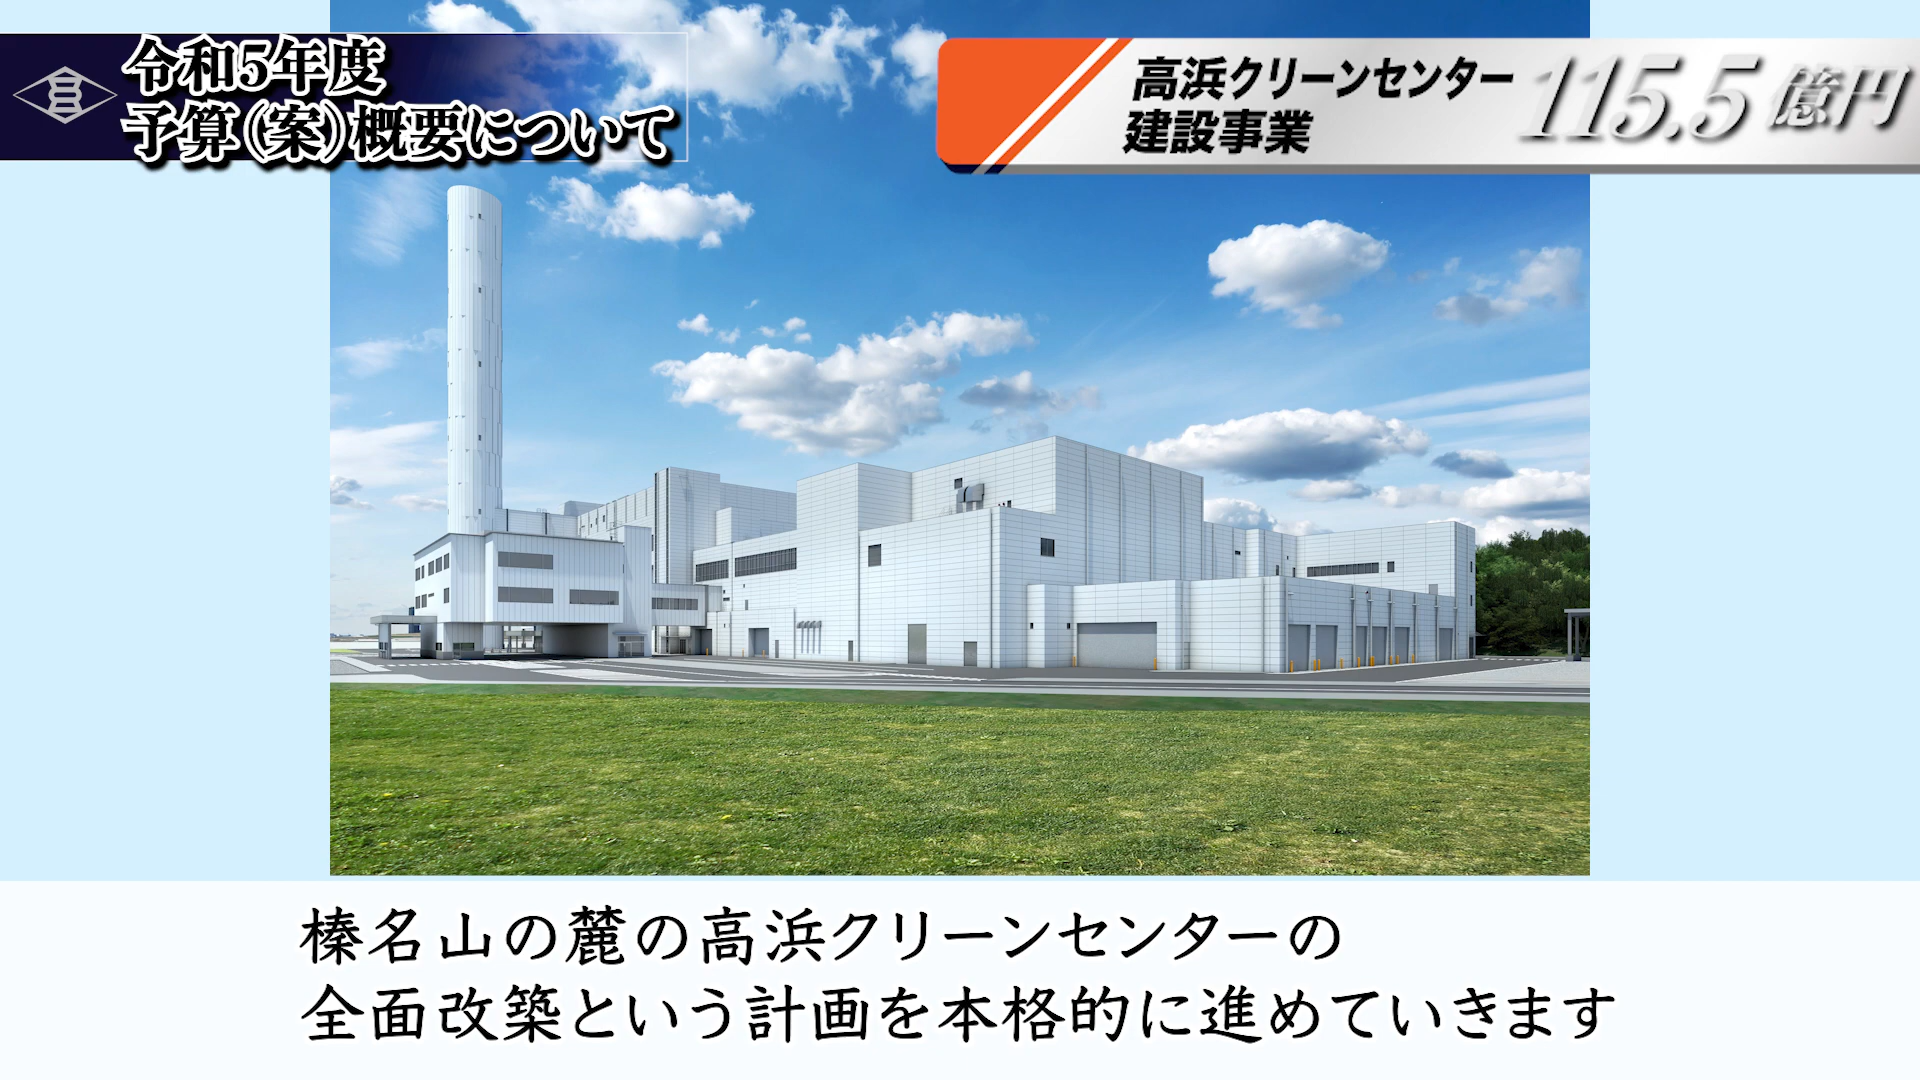 令和5年度
予算(案)概要について
高浜クリーンセンター
建設事業
115.5億円
榛名山の麓の高浜クリーンセンターの
全面改築という計画を本格的に進めていきます